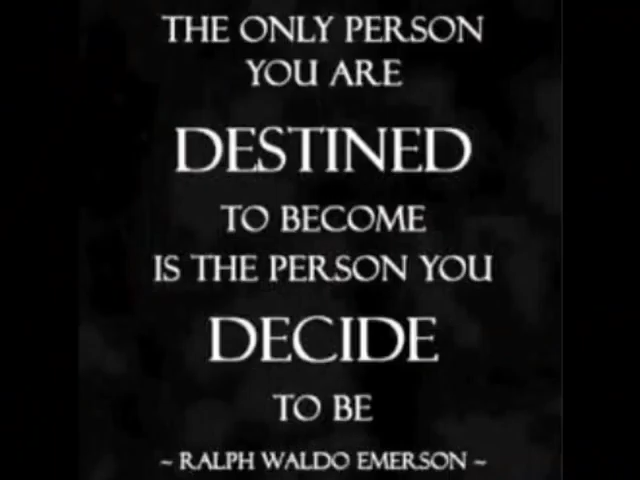 THE ONLY PERSON
YOU ARE
DESTINED
TO BECOME
IS THE PERSON YOU
DECIDE
TO BE
~ RALPH WALDO EMERSON ~